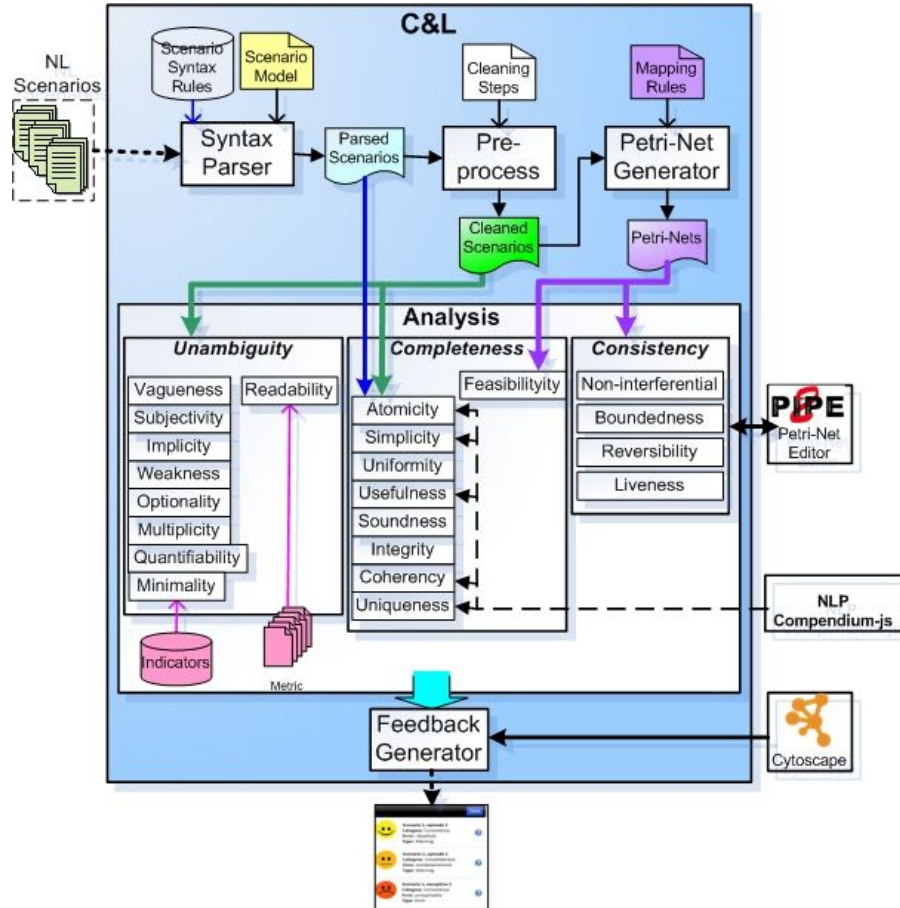 C&L
NL
Scenarios
Scenario
Syntax
Rules
Scenario
Model
Cleaning
Steps
Mapping
Rules
Syntax
Parser
Parsed
Scenarios
Pre-
process
Petri-Net
Generator
Cleaned
Scenarios
Petri-Nets
Analysis
Unambiguity
Vagueness
Subjectivity
Implicity
Weakness
Optionality
Multiplicity
Quantifiability
Minimality
Readability
Indicators
Metric
Completeness
Feasibilityity
Atomicity
Simplicity
Uniformity
Usefulness
Soundness
Integrity
Coherency
Uniqueness
Consistency
Non-interferential
Boundedness
Reversibility
Liveness
PIPE
Petri-Net
Editor
NLP
Compendium-js
Feedback
Generator
Cytoscape